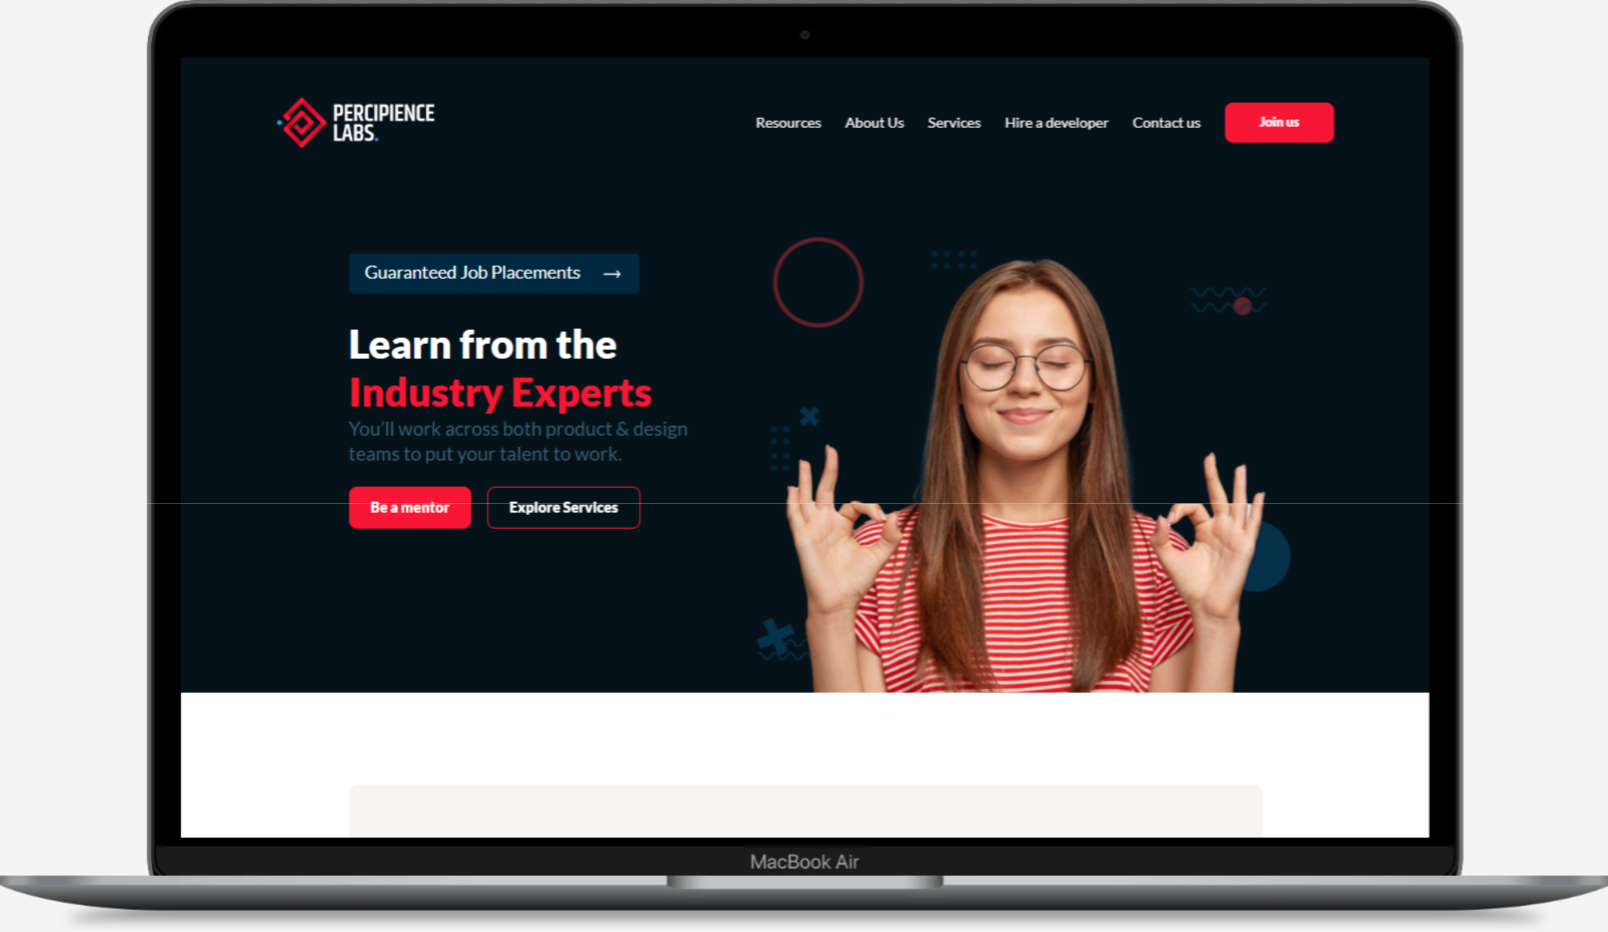 PERCIPIENCE
LABS.
Resources About Us Services Hire a developer Contact us Join us
Guaranteed Job Placements →
Learn from the
Industry Experts
You'll work across both product & design
teams to put your talent to work.
Be a mentor Explore Services
MacBook Air